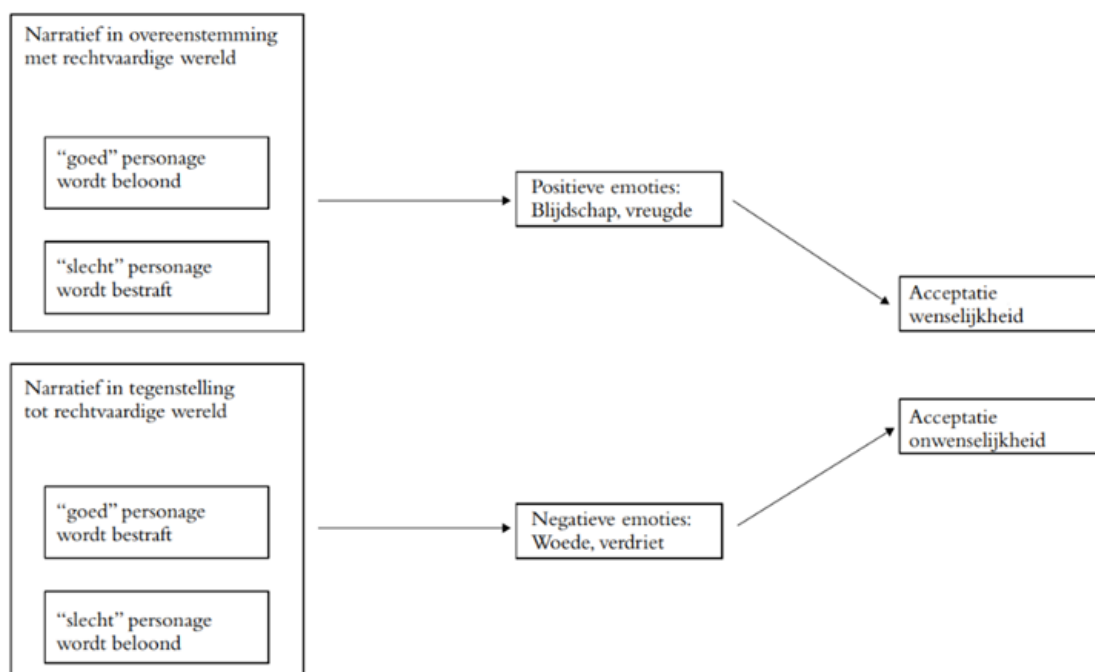 Narratief in overeenstemming
met rechtvaardige wereld
“goed” personage
wordt beloond
“slecht” personage
wordt bestraft
Positieve emoties:
Blijdschap, vreugde
Acceptatie
wenselijkheid
Narratief in tegenstelling
tot rechtvaardige wereld
“goed” personage
wordt bestraft
“slecht” personage
wordt beloond
Negatieve emoties:
Woede, verdriet
Acceptatie
onwenselijkheid